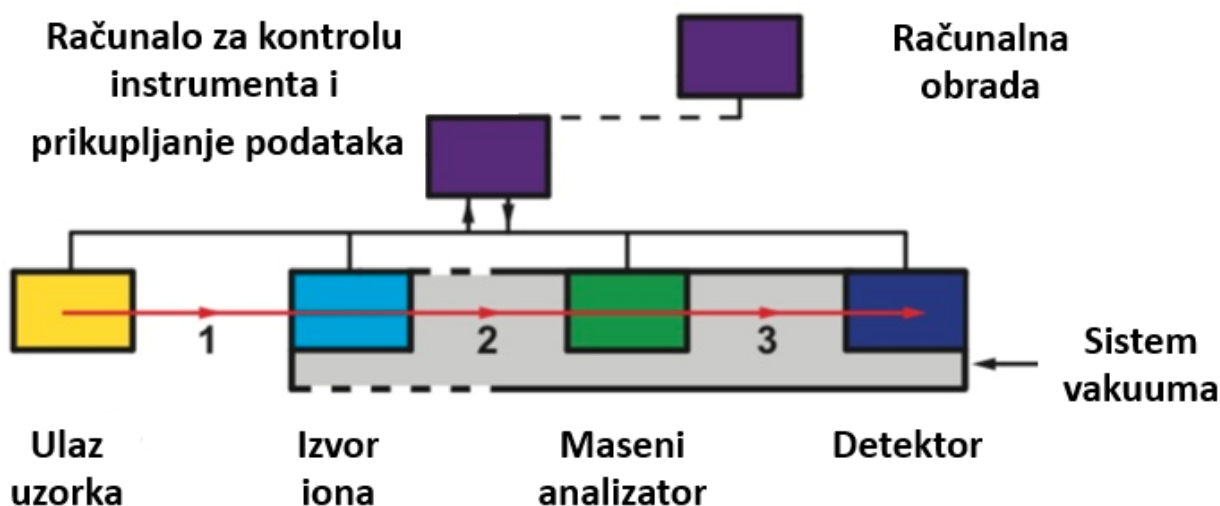 Računalo za kontrolu
instrumenta i
prikupljanje podataka
Računalna
obrada
1
2
3
Sistem
vakuuma
Ulaz
uzorka
Izvor
iona
Maseni
analizator
Detektor